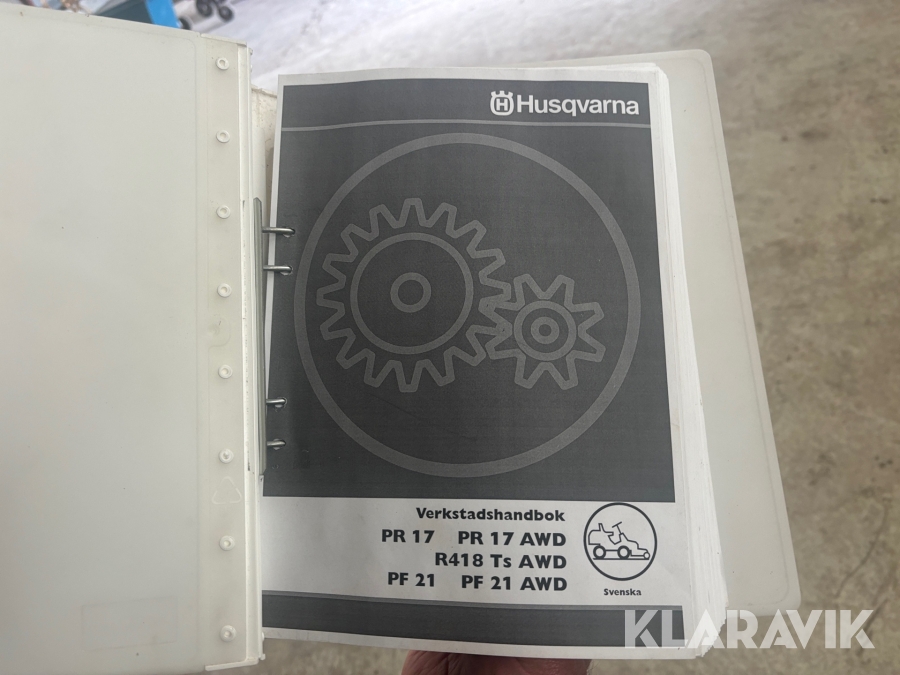 Husqvarna
Verkstadshandbok
PR 17 PR 17 AWD
R418 Ts AWD
PF 21 PF 21 AWD
Svenska
KLARAVIK